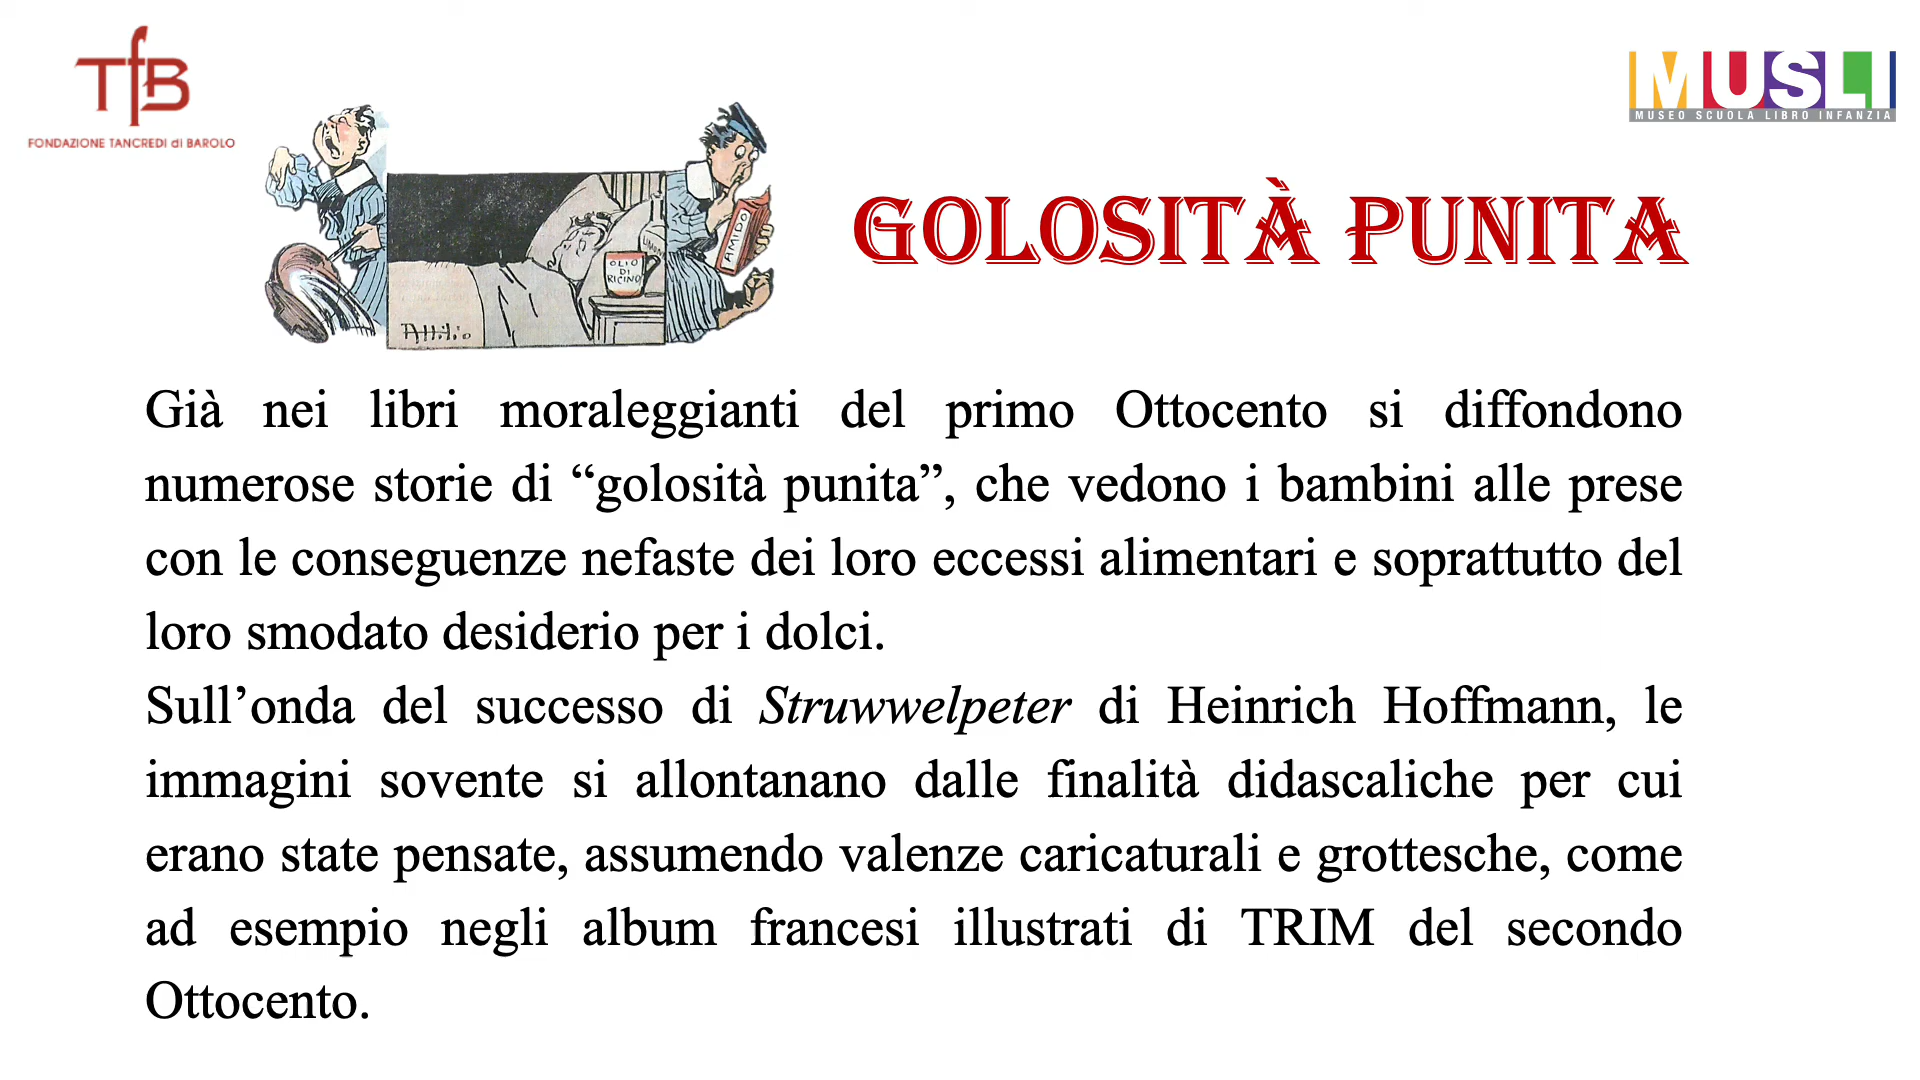 TfB
FONDAZIONE TANCREDI di BAROLO
MUSLI
MUSEO SCUOLA LIBRO INFANZIA
GOLOSITÀ PUNITA
AMIDO
OLIO
DI
RICINO
Attilio
Già nei libri moraleggianti del primo Ottocento si diffondono
numerose storie di “golosità punita”, che vedono i bambini alle prese
con le conseguenze nefaste dei loro eccessi alimentari e soprattutto del
loro smodato desiderio per i dolci.
Sull’onda del successo di Struwwelpeter di Heinrich Hoffmann, le
immagini sovente si allontanano dalle finalità didascaliche per cui
erano state pensate, assumendo valenze caricaturali e grottesche, come
ad esempio negli album francesi illustrati di TRIM del secondo
Ottocento.